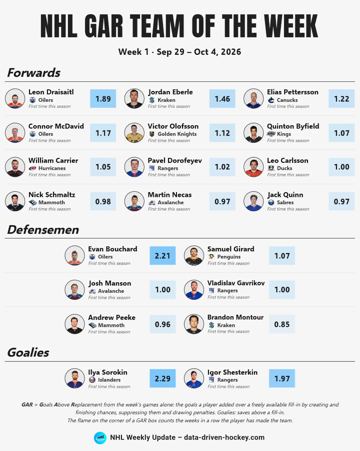 NHL GAR TEAM OF THE WEEK
Week 1 · Sep 29 – Oct 4, 2026
Forwards
Leon Draisaitl
Oilers
First time this season
1.89
Jordan Eberle
Kraken
First time this season
1.46
Elias Pettersson
Canucks
First time this season
1.22
Connor McDavid
Oilers
First time this season
1.17
Victor Olofsson
Golden Knights
First time this season
1.12
Quinton Byfield
Kings
First time this season
1.07
William Carrier
Hurricanes
First time this season
1.05
Pavel Dorofeyev
Rangers
First time this season
1.02
Leo Carlsson
Ducks
First time this season
1.00
Nick Schmaltz
Mammoth
First time this season
0.98
Martin Necas
Avalanche
First time this season
0.97
Jack Quinn
Sabres
First time this season
0.97
Defensemen
Evan Bouchard
Oilers
First time this season
2.21
Samuel Girard
Penguins
First time this season
1.07
Josh Manson
Avalanche
First time this season
1.00
Vladislav Gavrikov
Rangers
First time this season
1.00
Andrew Peeke
Mammoth
First time this season
0.96
Brandon Montour
Kraken
First time this season
0.85
Goalies
Ilya Sorokin
Islanders
First time this season
2.29
Igor Shesterkin
Rangers
First time this season
1.97
GAR = Goals Above Replacement from the week's games alone: the goals a player added over a freely available fill-in by creating and
finishing chances, suppressing them and drawing penalties. Goalies: saves above a fill-in.
The flame on the corner of a GAR box counts the weeks in a row the player has made the team.
NHL Weekly Update – data-driven-hockey.com